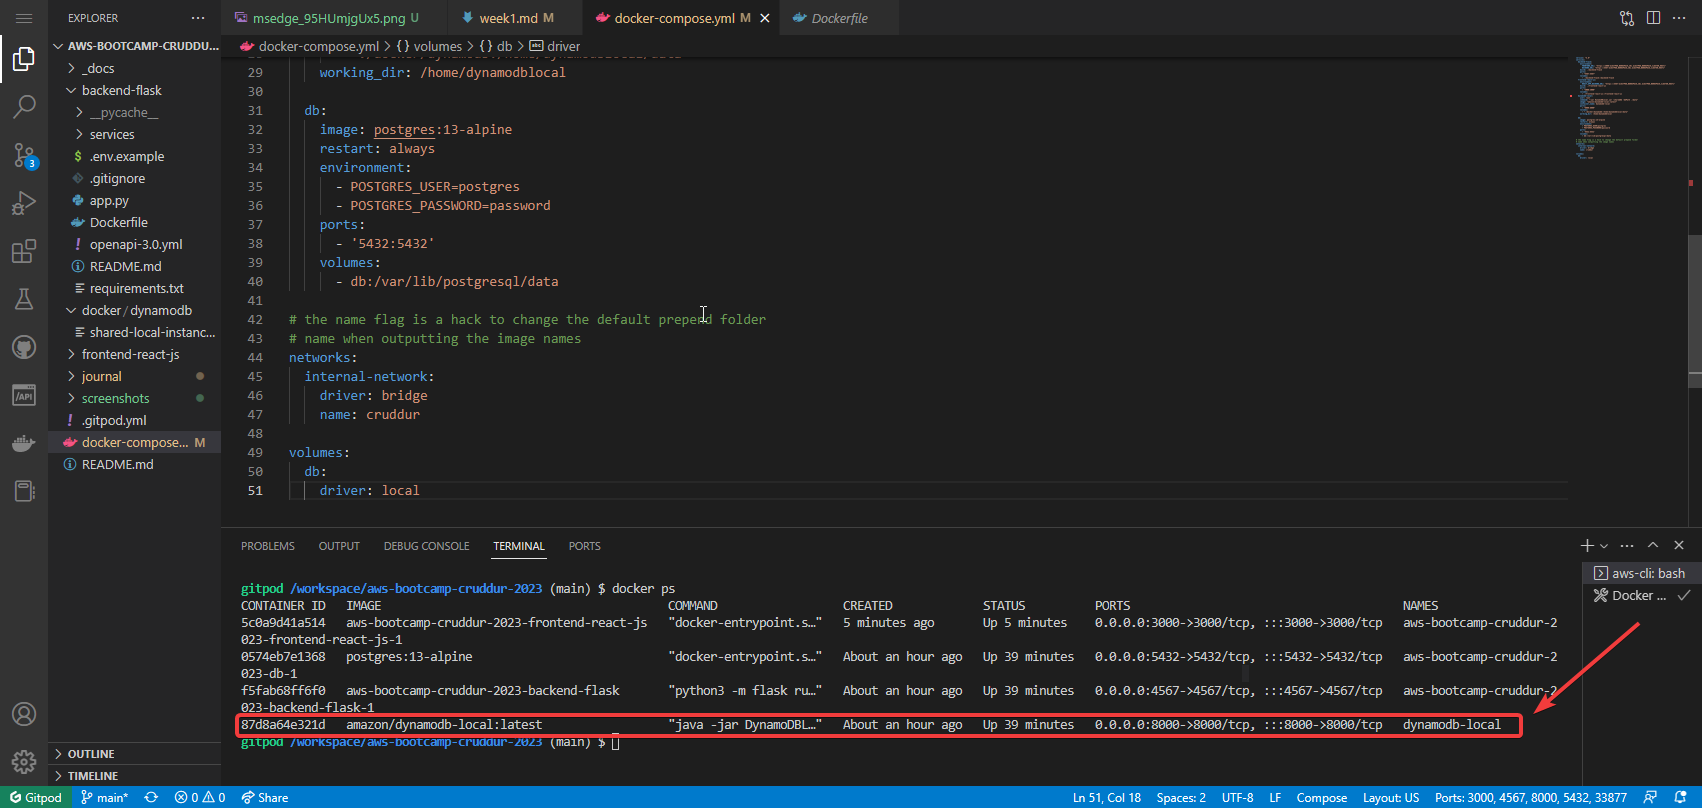 EXPLORER
msedge_95HUmjgUx5.png U
week1.md M
docker-compose.yml M
Dockerfile
docker-compose.yml > {} volumes > {} db > abc driver
AWS-BOOTCAMP-CRUDDU...
_docs
backend-flask
__pycache__
services
.env.example
.gitignore
app.py
Dockerfile
openapi-3.0.yml
README.md
requirements.txt
docker / dynamodb
shared-local-instanc...
frontend-react-js
journal
screenshots
.gitpod.yml
docker-compose... M
README.md
OUTLINE
TIMELINE
29 working_dir: /home/dynamodblocal
30
31 db:
32 image: postgres:13-alpine
33 restart: always
34 environment:
35 - POSTGRES_USER=postgres
36 - POSTGRES_PASSWORD=password
37 ports:
38 - '5432:5432'
39 volumes:
40 - db:/var/lib/postgresql/data
41
42 # the name flag is a hack to change the default prepend folder
43 # name when outputting the image names
44 networks:
45 internal-network:
46 driver: bridge
47 name: cruddur
48
49 volumes:
50 db:
51 driver: local
PROBLEMS OUTPUT DEBUG CONSOLE TERMINAL PORTS
aws-cli: bash
Docker ...
gitpod /workspace/aws-bootcamp-cruddur-2023 (main) $ docker ps
CONTAINER ID IMAGE COMMAND CREATED STATUS PORTS NAMES
5c0a9d41a514 aws-bootcamp-cruddur-2023-frontend-react-js "docker-entrypoint.s…" 5 minutes ago Up 5 minutes 0.0.0.0:3000->3000/tcp, :::3000->3000/tcp aws-bootcamp-cruddur-2
023-frontend-react-js-1
0574eb7e1368 postgres:13-alpine "docker-entrypoint.s…" About an hour ago Up 39 minutes 0.0.0.0:5432->5432/tcp, :::5432->5432/tcp aws-bootcamp-cruddur-2
023-db-1
f5fab68ff6f0 aws-bootcamp-cruddur-2023-backend-flask "python3 -m flask ru…" About an hour ago Up 39 minutes 0.0.0.0:4567->4567/tcp, :::4567->4567/tcp aws-bootcamp-cruddur-2
023-backend-flask-1
87d8a64e321d amazon/dynamodb-local:latest "java -jar DynamoDBL…" About an hour ago Up 39 minutes 0.0.0.0:8000->8000/tcp, :::8000->8000/tcp dynamodb-local
gitpod /workspace/aws-bootcamp-cruddur-2023 (main) $
3
/API
Gitpod main* 0 0 Share Ln 51, Col 18 Spaces: 2 UTF-8 LF Compose Layout: US Ports: 3000, 4567, 8000, 5432, 33877